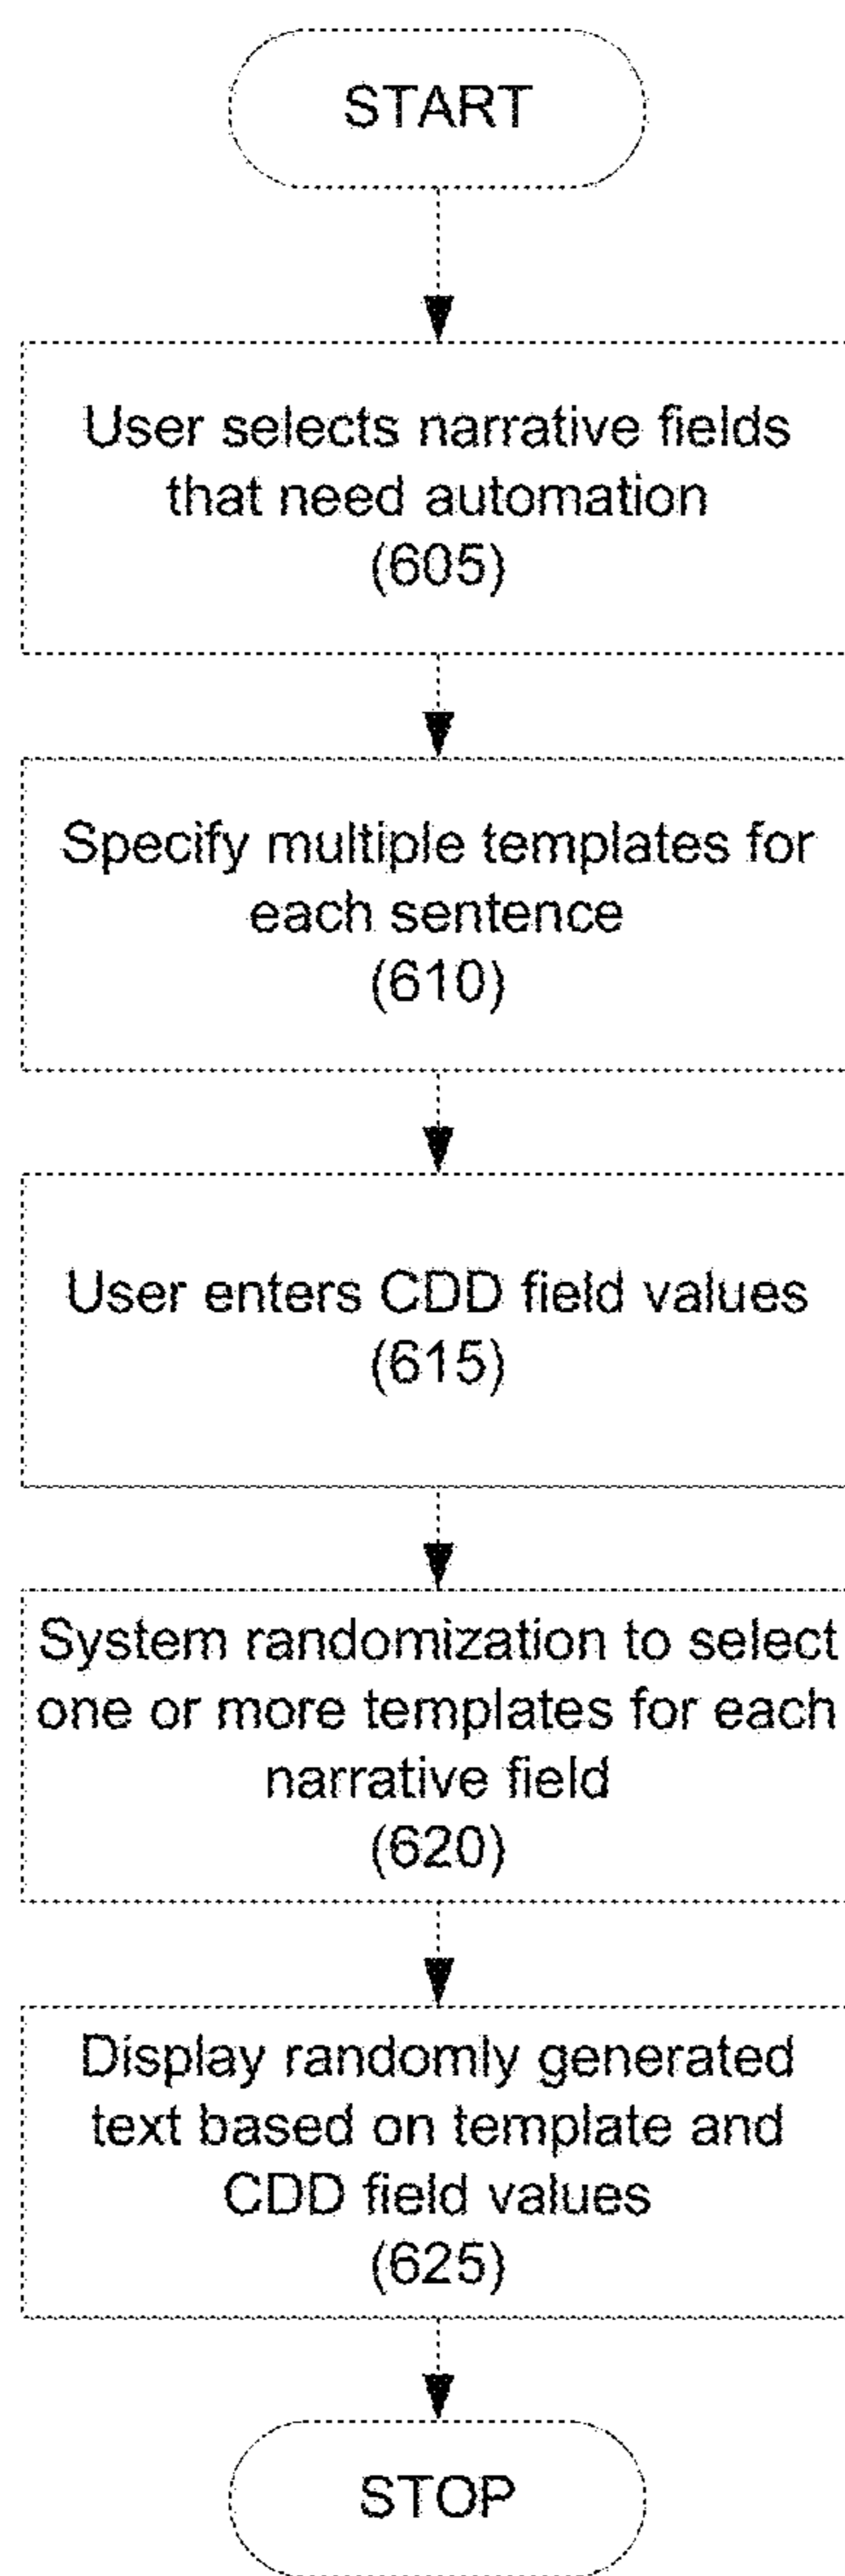 START
User selects narrative fields
that need automation
(605)
Specify multiple templates for
each sentence
(610)
User enters CDD field values
(615)
System randomization to select
one or more templates for each
narrative field
(620)
Display randomly generated
text based on template and
CDD field values
(625)
STOP